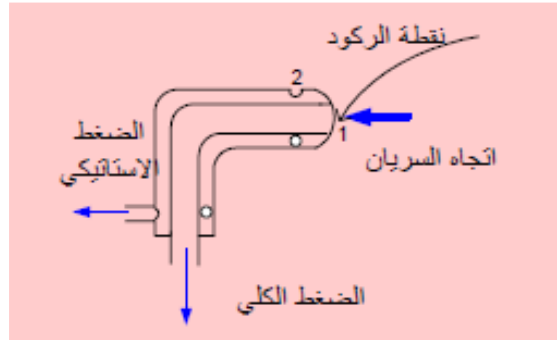 نقطة الركود
2
1
اتجاه السريان
الضغط
الاستاتيكي
الضغط الكلي